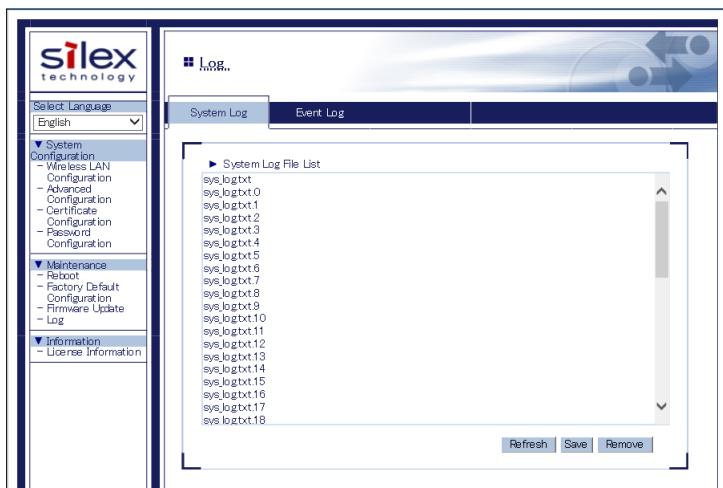 silex
technology
Select Language
English
▼ System
Configuration
- Wireless LAN
Configuration
- Advanced
Configuration
- Certificate
Configuration
- Password
Configuration
▼ Maintenance
- Reboot
- Factory Default
Configuration
- Firmware Update
- Log
▼ Information
- License Information
Log
System Log
Event Log
► System Log File List
sys_log.txt
sys_log.txt.0
sys_log.txt.1
sys_log.txt.2
sys_log.txt.3
sys_log.txt.4
sys_log.txt.5
sys_log.txt.6
sys_log.txt.7
sys_log.txt.8
sys_log.txt.9
sys_log.txt.10
sys_log.txt.11
sys_log.txt.12
sys_log.txt.13
sys_log.txt.14
sys_log.txt.15
sys_log.txt.16
sys_log.txt.17
sys_log.txt.18
Refresh Save Remove